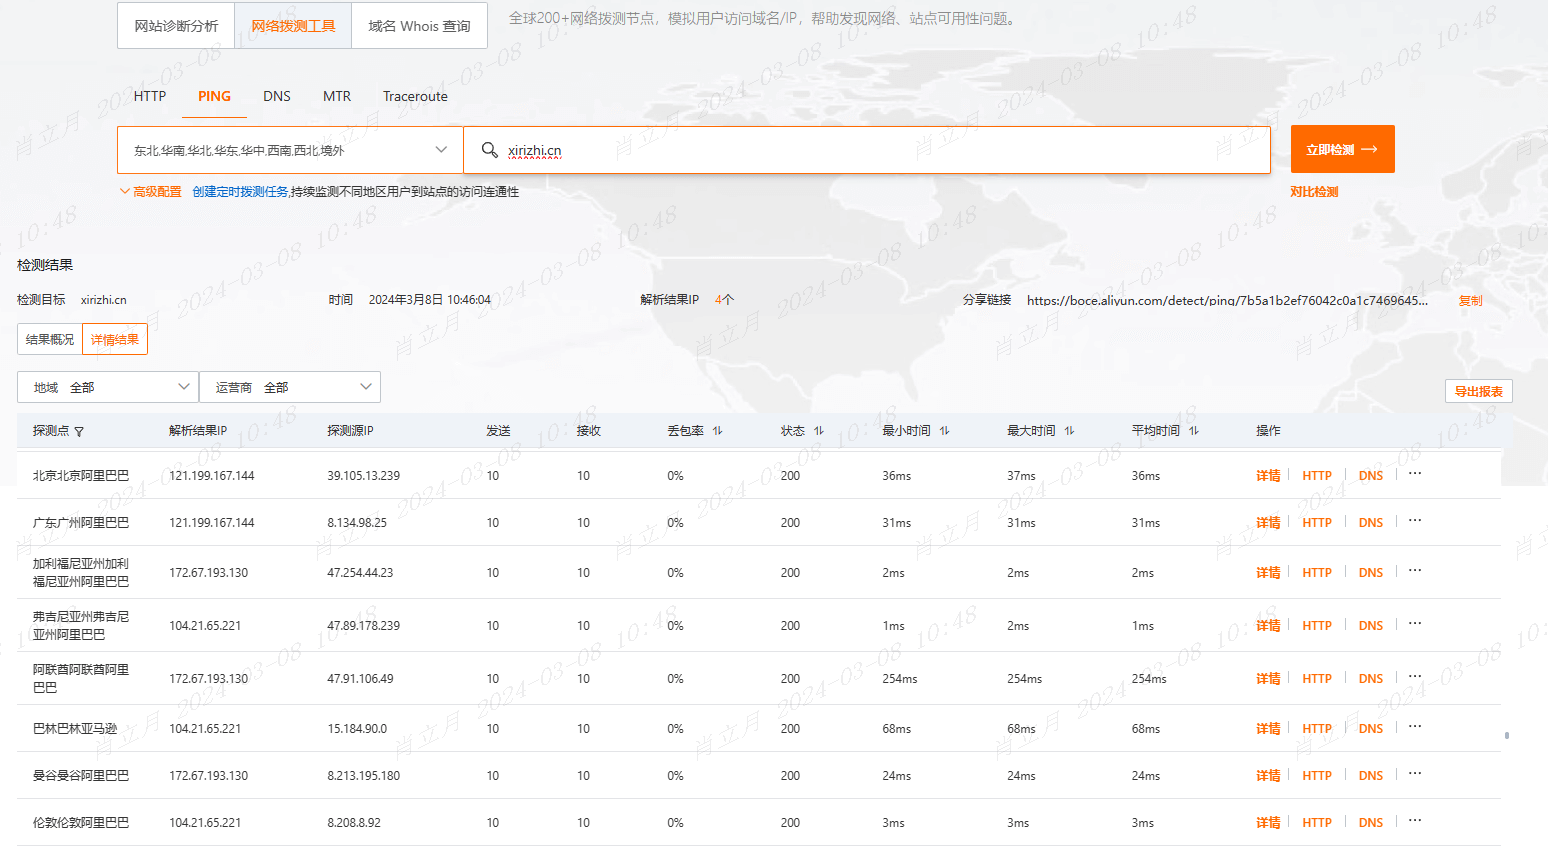 网站诊断分析 网络拨测工具 域名 Whois 查询 全球200+网络拨测节点，模拟用户访问域名/IP，帮助发现网络、站点可用性问题。
HTTP PING DNS MTR Traceroute
东北,华南,华北,华东,华中,西南,西北,境外 xirizhi.cn 立即检测
高级配置 创建定时拨测任务,持续监测不同地区用户到站点的访问连通性 对比检测
检测结果
检测目标 xirizhi.cn 时间 2024年3月8日 10:46:04 解析结果IP 4个 分享链接 https://boce.aliyun.com/detect/ping/7b5a1b2ef76042c0a1c7469645... 复制
结果概况 详情结果
地域 全部 运营商 全部 导出报表
探测点 解析结果IP 探测源IP 发送 接收 丢包率 状态 最小时间 最大时间 平均时间 操作
北京北京阿里巴巴 121.199.167.144 39.105.13.239 10 10 0% 200 36ms 37ms 36ms 详情 HTTP DNS ...
广东广州阿里巴巴 121.199.167.144 8.134.98.25 10 10 0% 200 31ms 31ms 31ms 详情 HTTP DNS ...
加利福尼亚州加利
福尼亚州阿里巴巴 172.67.193.130 47.254.44.23 10 10 0% 200 2ms 2ms 2ms 详情 HTTP DNS ...
弗吉尼亚州弗吉尼
亚州阿里巴巴 104.21.65.221 47.89.178.239 10 10 0% 200 1ms 2ms 1ms 详情 HTTP DNS ...
阿联酋阿联酋阿里
巴巴 172.67.193.130 47.91.106.49 10 10 0% 200 254ms 254ms 254ms 详情 HTTP DNS ...
巴林巴林亚马逊 104.21.65.221 15.184.90.0 10 10 0% 200 68ms 68ms 68ms 详情 HTTP DNS ...
曼谷曼谷阿里巴巴 172.67.193.130 8.213.195.180 10 10 0% 200 24ms 24ms 24ms 详情 HTTP DNS ...
伦敦伦敦阿里巴巴 104.21.65.221 8.208.8.92 10 10 0% 200 3ms 3ms 3ms 详情 HTTP DNS ...
肖立月 2024-03-08 10:48